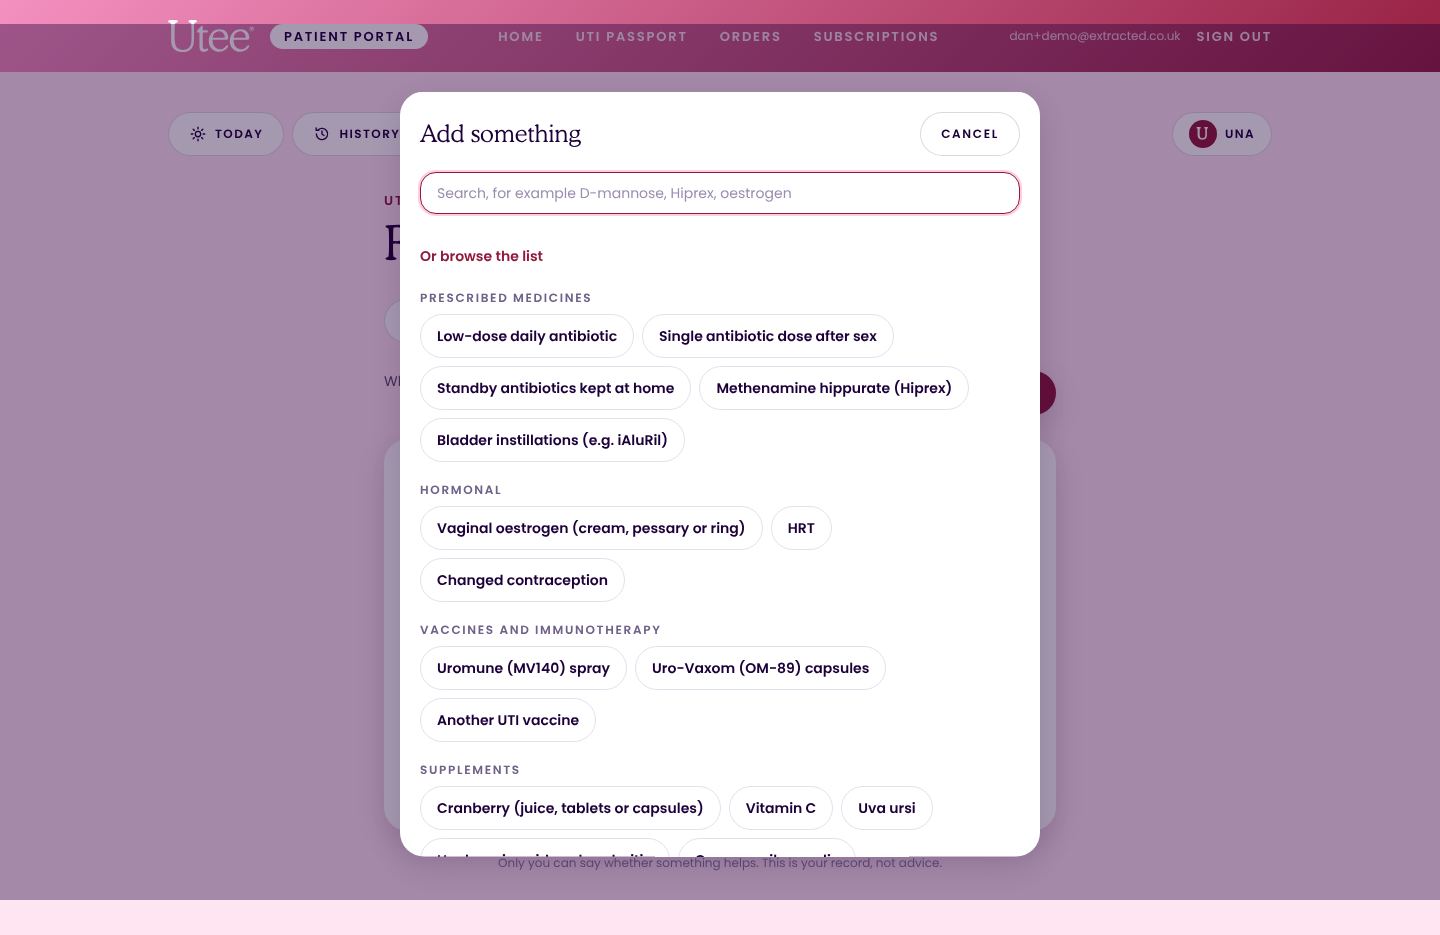 Utee®
PATIENT PORTAL
HOME
UTI PASSPORT
ORDERS
SUBSCRIPTIONS
dan+demo@extracted.co.uk
SIGN OUT
TODAY
HISTORY
U
UNA
Add something
CANCEL
Search, for example D-mannose, Hiprex, oestrogen
Or browse the list
PRESCRIBED MEDICINES
Low-dose daily antibiotic
Single antibiotic dose after sex
Standby antibiotics kept at home
Methenamine hippurate (Hiprex)
Bladder instillations (e.g. iAluRil)
HORMONAL
Vaginal oestrogen (cream, pessary or ring)
HRT
Changed contraception
VACCINES AND IMMUNOTHERAPY
Uromune (MV140) spray
Uro-Vaxom (OM-89) capsules
Another UTI vaccine
SUPPLEMENTS
Cranberry (juice, tablets or capsules)
Vitamin C
Uva ursi
Only you can say whether something helps. This is your record, not advice.